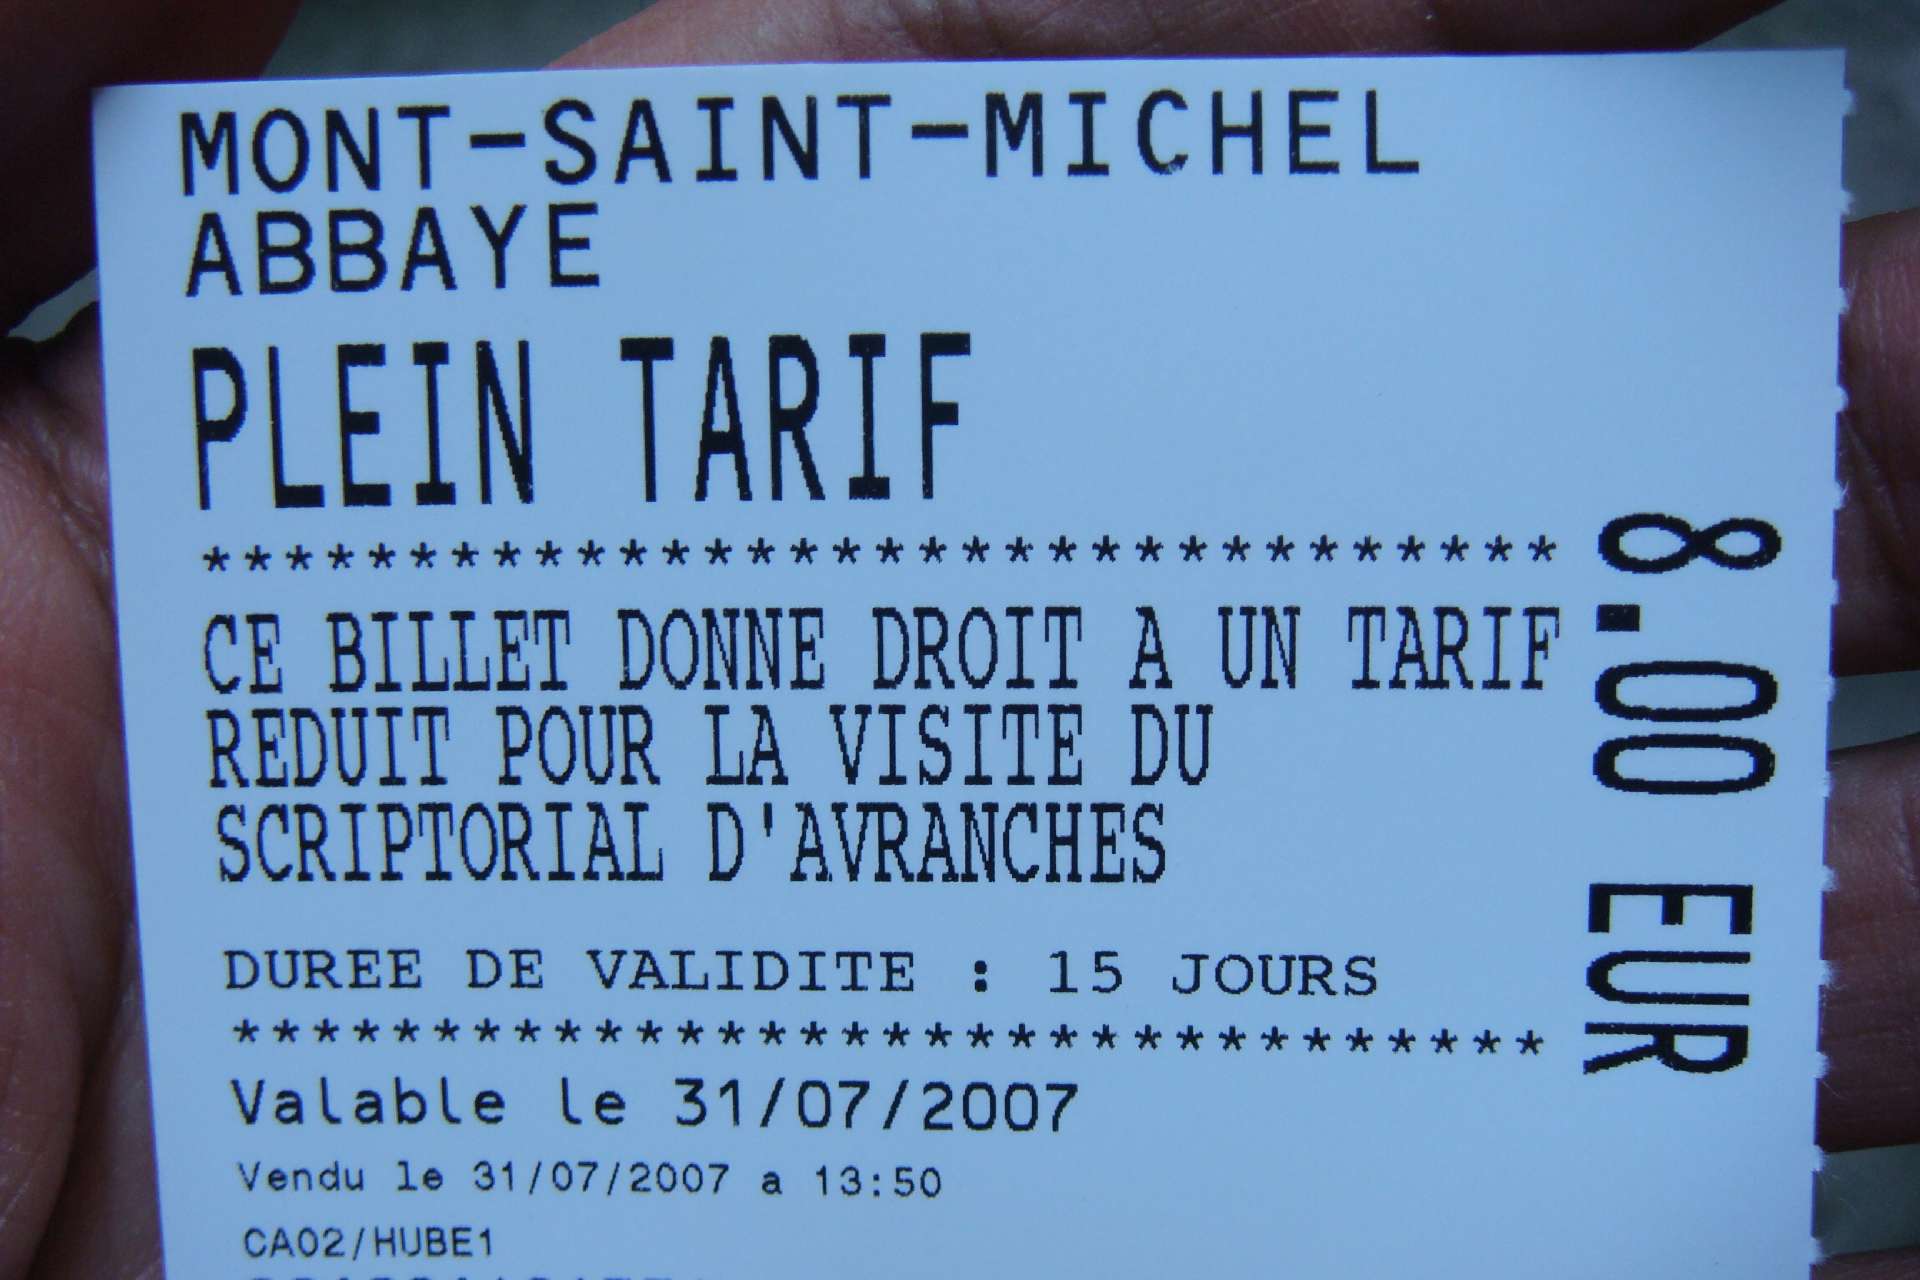 MONT-SAINT-MICHEL
ABBAYE
PLEIN TARIF
*********************************
CE BILLET DONNE DROIT A UN TARIF
REDUIT POUR LA VISITE DU
SCRIPTORIAL D'AVRANCHES
DUREE DE VALIDITE : 15 JOURS
*********************************
Valable le 31/07/2007
Vendu le 31/07/2007 a 13:50
CA02/HUBE1
8.00 EUR